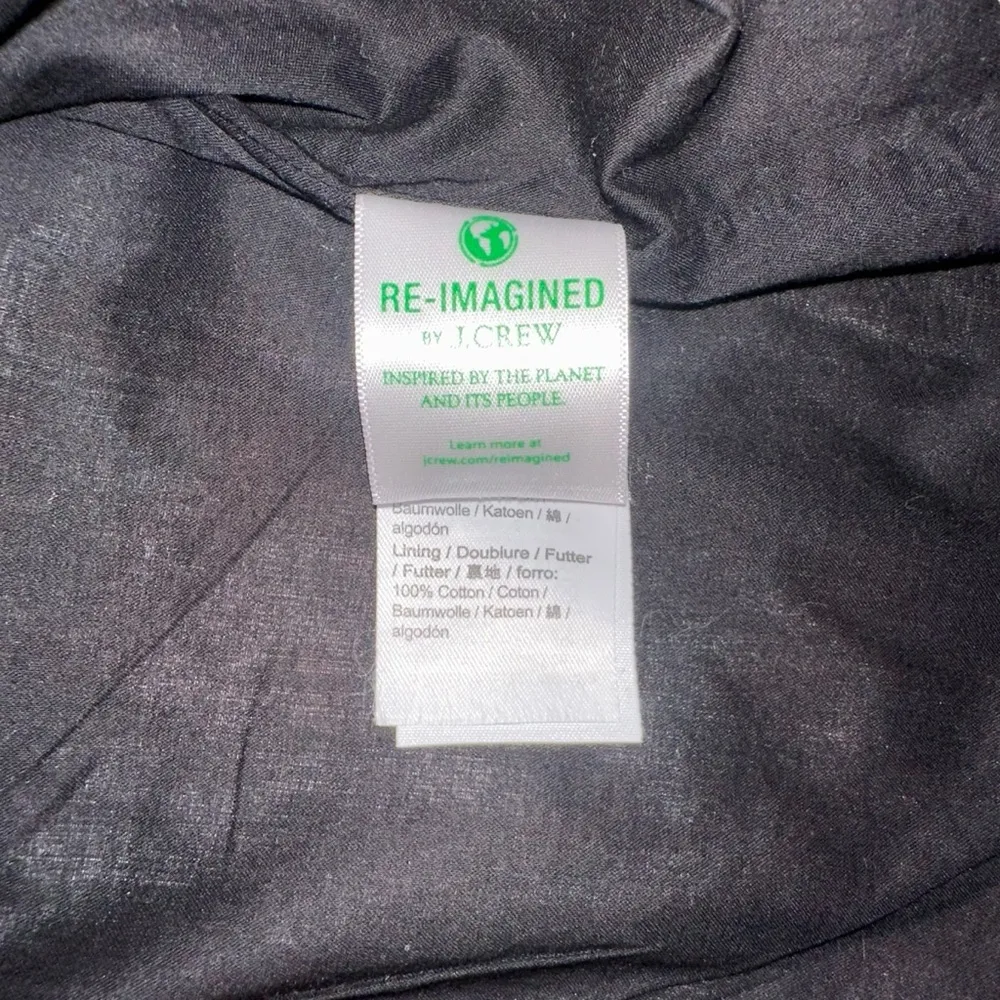 RE-IMAGINED
BY J.CREW
INSPIRED BY THE PLANET
AND ITS PEOPLE.
Learn more at
jcrew.com/reimagined
Baumwolle / Katoen / 綿 /
algodón
Lining / Doublure / Futter
/ Futter / 裏地 / forro:
100% Cotton / Coton /
Baumwolle / Katoen / 綿 /
algodón